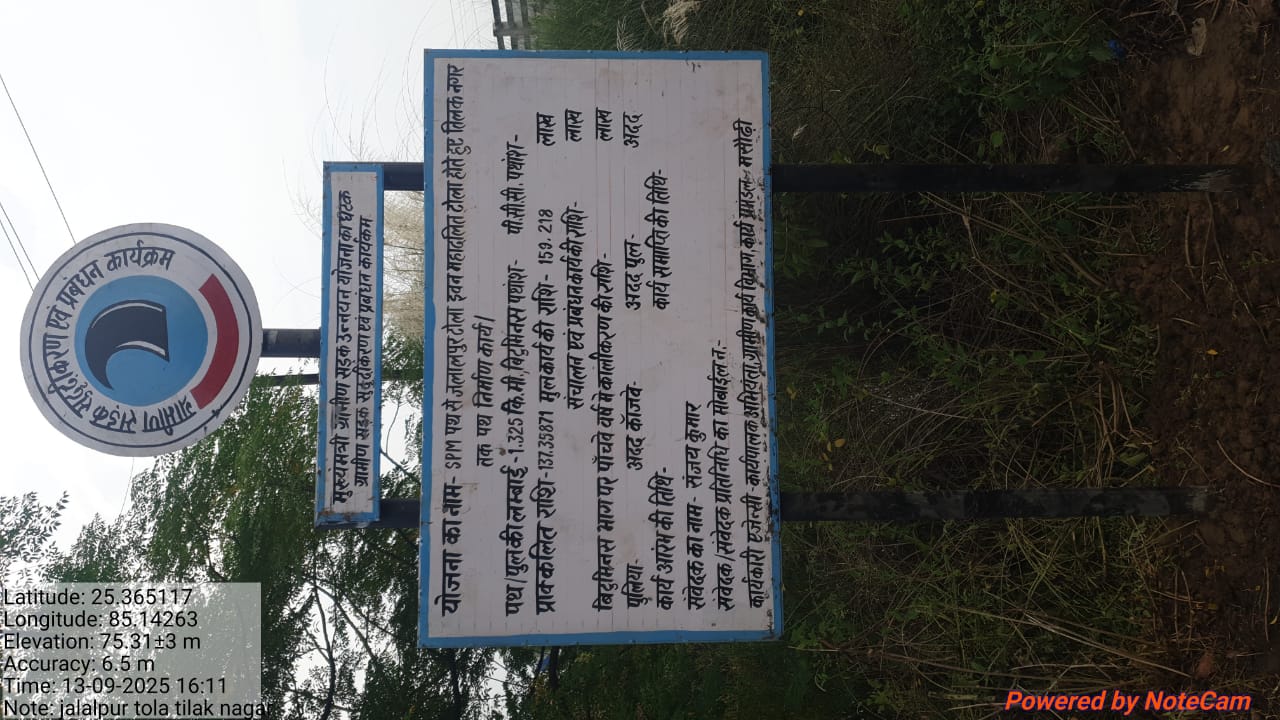 ग्रामीण सड़क सुदृढ़ीकरण एवं प्रबंधन कार्यक्रम
मुख्यमंत्री ग्रामीण सड़क उन्नयन योजना का घटक
ग्रामीण सड़क सुदृढ़ीकरण एवं प्रबंधन कार्यक्रम
योजना का नाम- SPM पथ से जलालपुर टोला इवन महादलित टोला होते हुए तिलक नगर
तक पथ निर्माण कार्य।
पथ/पुल की लम्बाई-1.325 कि.मी., बिटुमिनस पथांश- पी.सी.सी. पथांश-
प्राक्कलित राशि-137.35871 मुल कार्य की राशि- 159.218 लाख
संचालन एवं प्रबंधन कार्य की राशि- लाख
बिटुमिनस भाग पर पाँचवे वर्ष मे कालीकरण की राशि- लाख
पुलिया- अदद कॉजवे- अदद पुल- अदद
कार्य आरंभ की तिथि- कार्य समाप्ति की तिथि-
संवेदक का नाम- संजय कुमार
संवेदक/संवेदक प्रतिनिधि का मोबाईल न.-
कार्यकारी एजेन्सी- कार्यपालक अभियंता, ग्रामीण कार्य विभाग, कार्य प्रमंडल- मसौढ़ी
Latitude: 25.365117
Longitude: 85.14263
Elevation: 75.31±3 m
Accuracy: 6.5 m
Time: 13-09-2025 16:11
Note: jalalpur tola tilak nagar
Powered by NoteCam